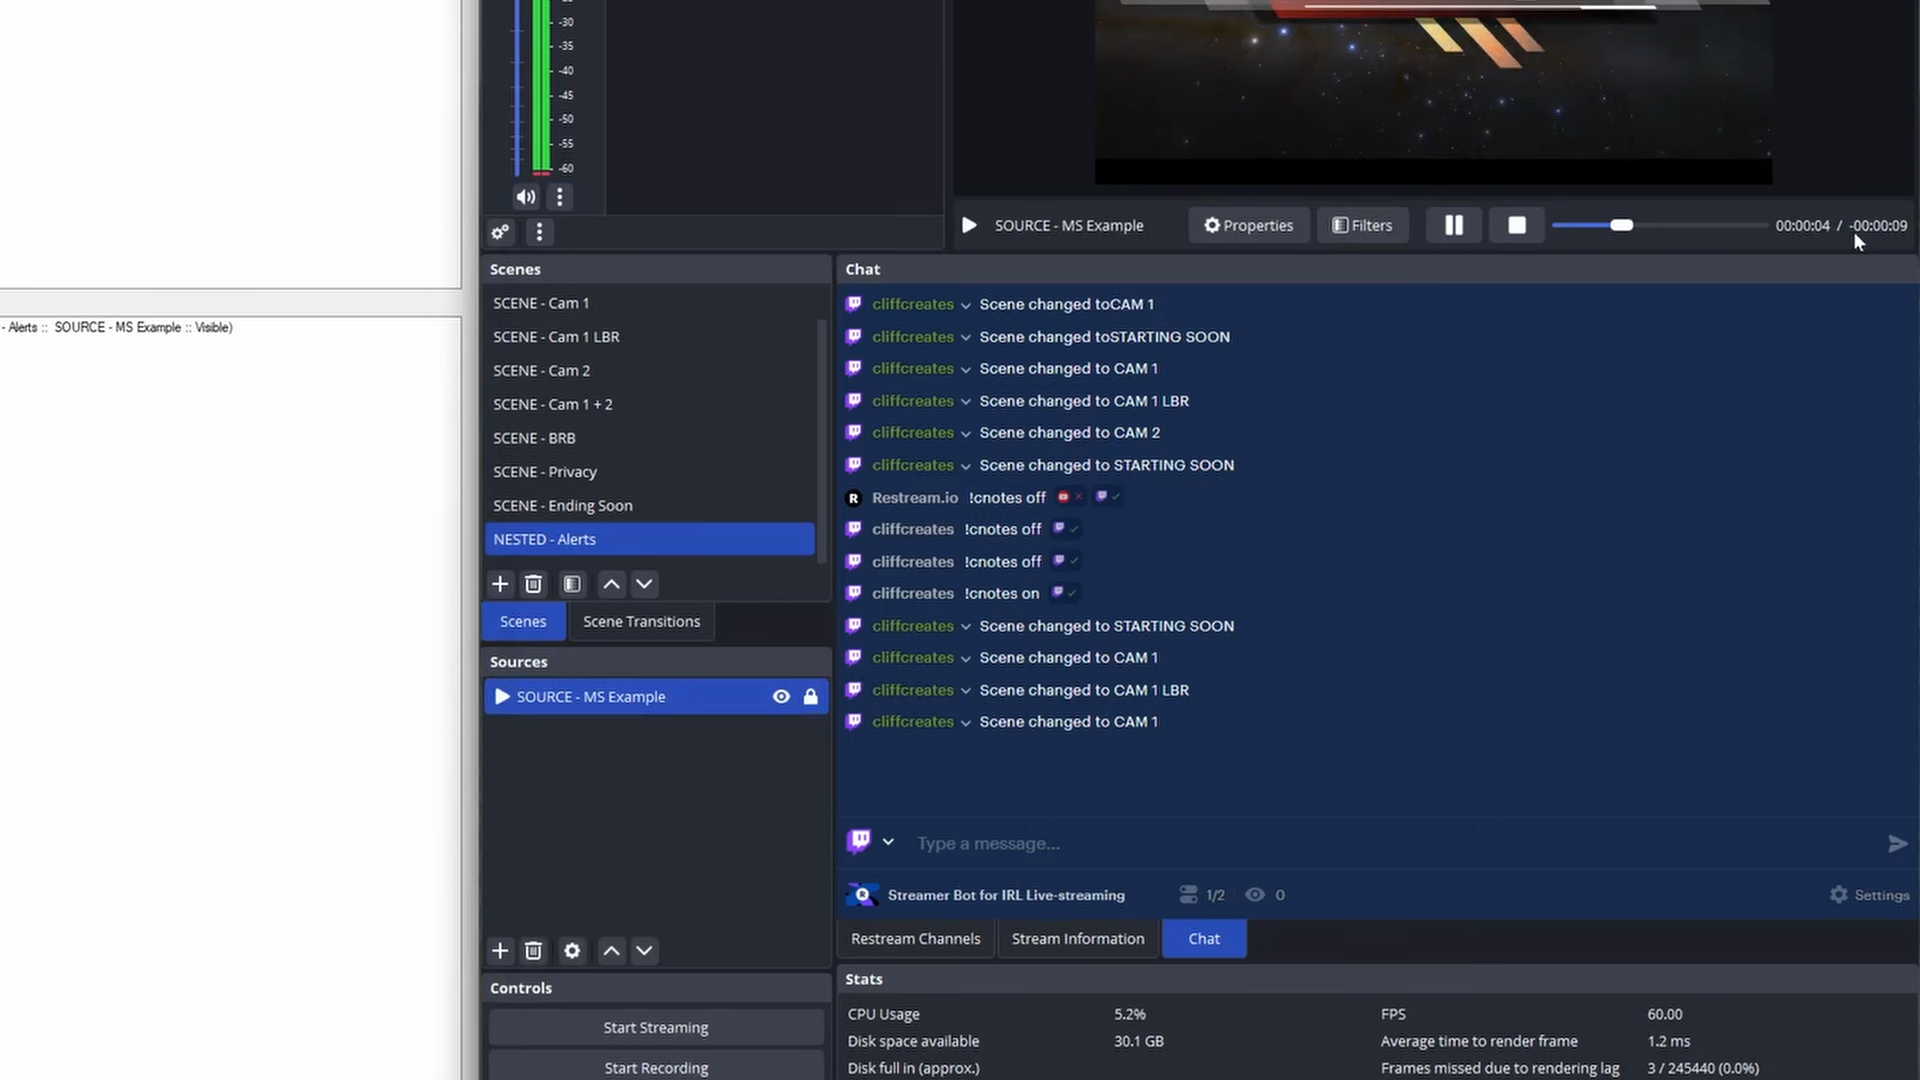 -30
-35
-40
-45
-50
-55
-60
SOURCE - MS Example
Properties
Filters
00:00:04 / -00:00:09
- Alerts :: SOURCE - MS Example :: Visible)
Scenes
SCENE - Cam 1
SCENE - Cam 1 LBR
SCENE - Cam 2
SCENE - Cam 1 + 2
SCENE - BRB
SCENE - Privacy
SCENE - Ending Soon
NESTED - Alerts
Scenes
Scene Transitions
Sources
SOURCE - MS Example
Controls
Start Streaming
Start Recording
Chat
cliffcreates Scene changed toCAM 1
cliffcreates Scene changed toSTARTING SOON
cliffcreates Scene changed to CAM 1
cliffcreates Scene changed to CAM 1 LBR
cliffcreates Scene changed to CAM 2
cliffcreates Scene changed to STARTING SOON
R Restream.io !cnotes off
cliffcreates !cnotes off
cliffcreates !cnotes off
cliffcreates !cnotes on
cliffcreates Scene changed to STARTING SOON
cliffcreates Scene changed to CAM 1
cliffcreates Scene changed to CAM 1 LBR
cliffcreates Scene changed to CAM 1
Type a message...
R Streamer Bot for IRL Live-streaming 1/2 0 Settings
Restream Channels
Stream Information
Chat
Stats
CPU Usage 5.2% FPS 60.00
Disk space available 30.1 GB Average time to render frame 1.2 ms
Disk full in (approx.) Frames missed due to rendering lag 3 / 245440 (0.0%)